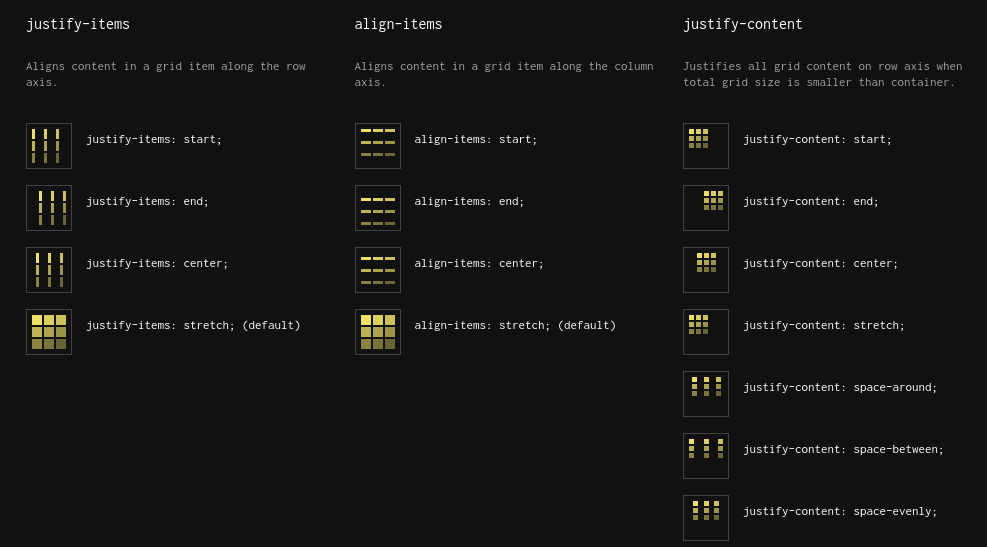 justify-items
Aligns content in a grid item along the row
axis.
justify-items: start;
justify-items: end;
justify-items: center;
justify-items: stretch; (default)
align-items
Aligns content in a grid item along the column
axis.
align-items: start;
align-items: end;
align-items: center;
align-items: stretch; (default)
justify-content
Justifies all grid content on row axis when
total grid size is smaller than container.
justify-content: start;
justify-content: end;
justify-content: center;
justify-content: stretch;
justify-content: space-around;
justify-content: space-between;
justify-content: space-evenly;